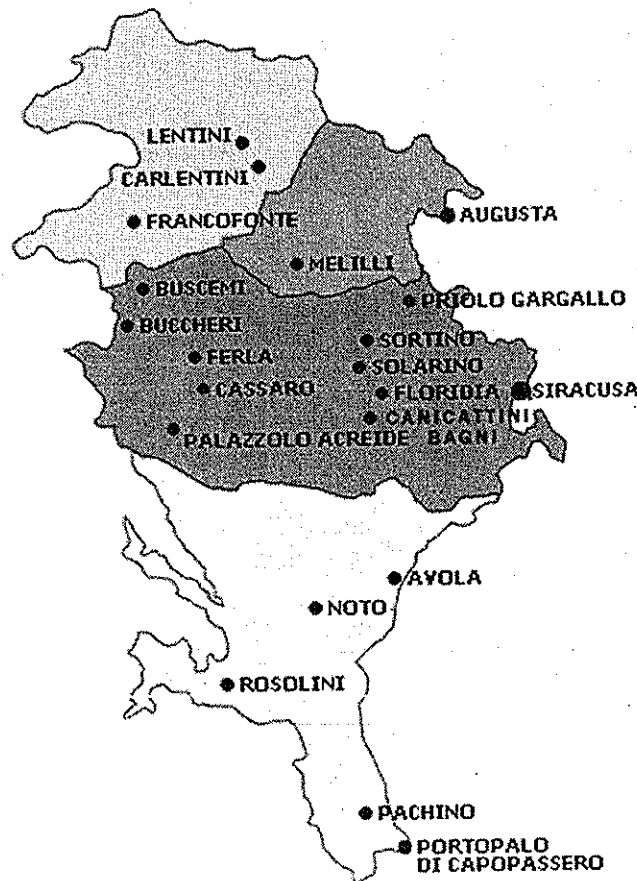 LENTINI
CARLENTINI
FRANCOFONTE
AUGUSTA
MELILLI
BUSCEMI
PRIOLO GARGALLO
BUCCHERI
SORTINO
FERLA
SOLARINO
CASSARO
FLORIDIA
SIRACUSA
CANICATTINI
PALAZZOLO ACREIDE
BAGNI
AVOLA
NOTO
ROSOLINI
PACHINO
PORTOPALO
DI CAPOPASSERO